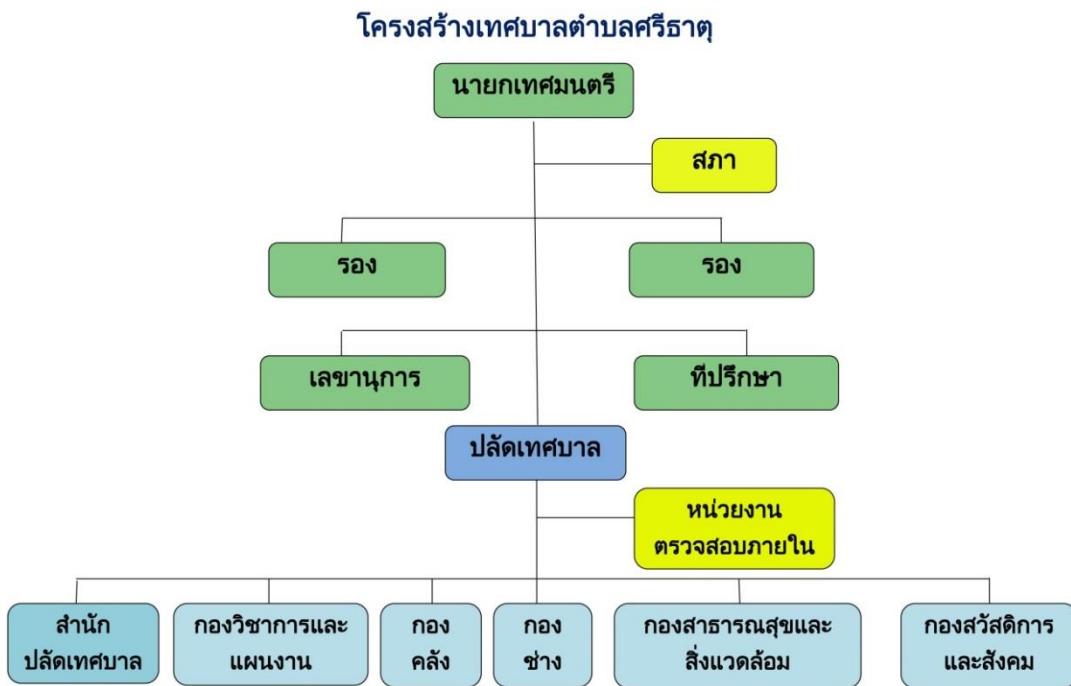 โครงสร้างเทศบาลตำบลศรีธาตุ
นายกเทศมนตรี
สภา
รอง
รอง
เลขานุการ
ที่ปรึกษา
ปลัดเทศบาล
หน่วยงาน
ตรวจสอบภายใน
สำนัก
ปลัดเทศบาล
กองวิชาการและ
แผนงาน
กอง
คลัง
กอง
ช่าง
กองสาธารณสุขและ
สิ่งแวดล้อม
กองสวัสดิการ
และสังคม